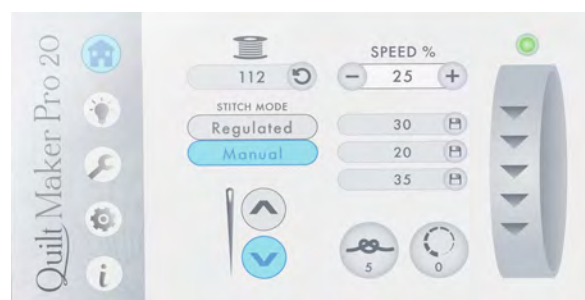 Quilt Maker Pro 20
112
STITCH MODE
Regulated
Manual
SPEED %
− 25 +
30
20
35
5
0
i